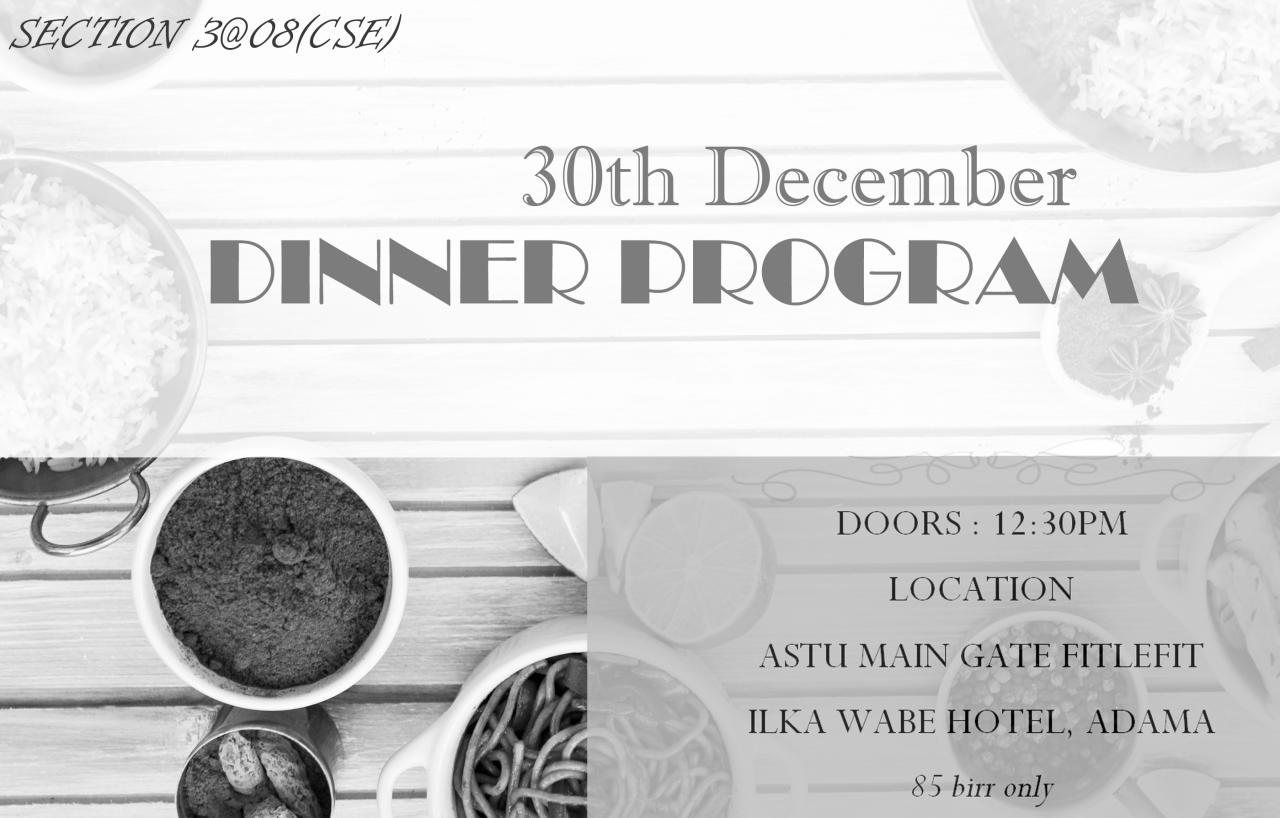 SECTION 3@08(CSE)
30th December
DINNER PROGRAM
DOORS : 12:30PM
LOCATION
ASTU MAIN GATE FITLEFIT
ILKA WABE HOTEL, ADAMA
85 birr only